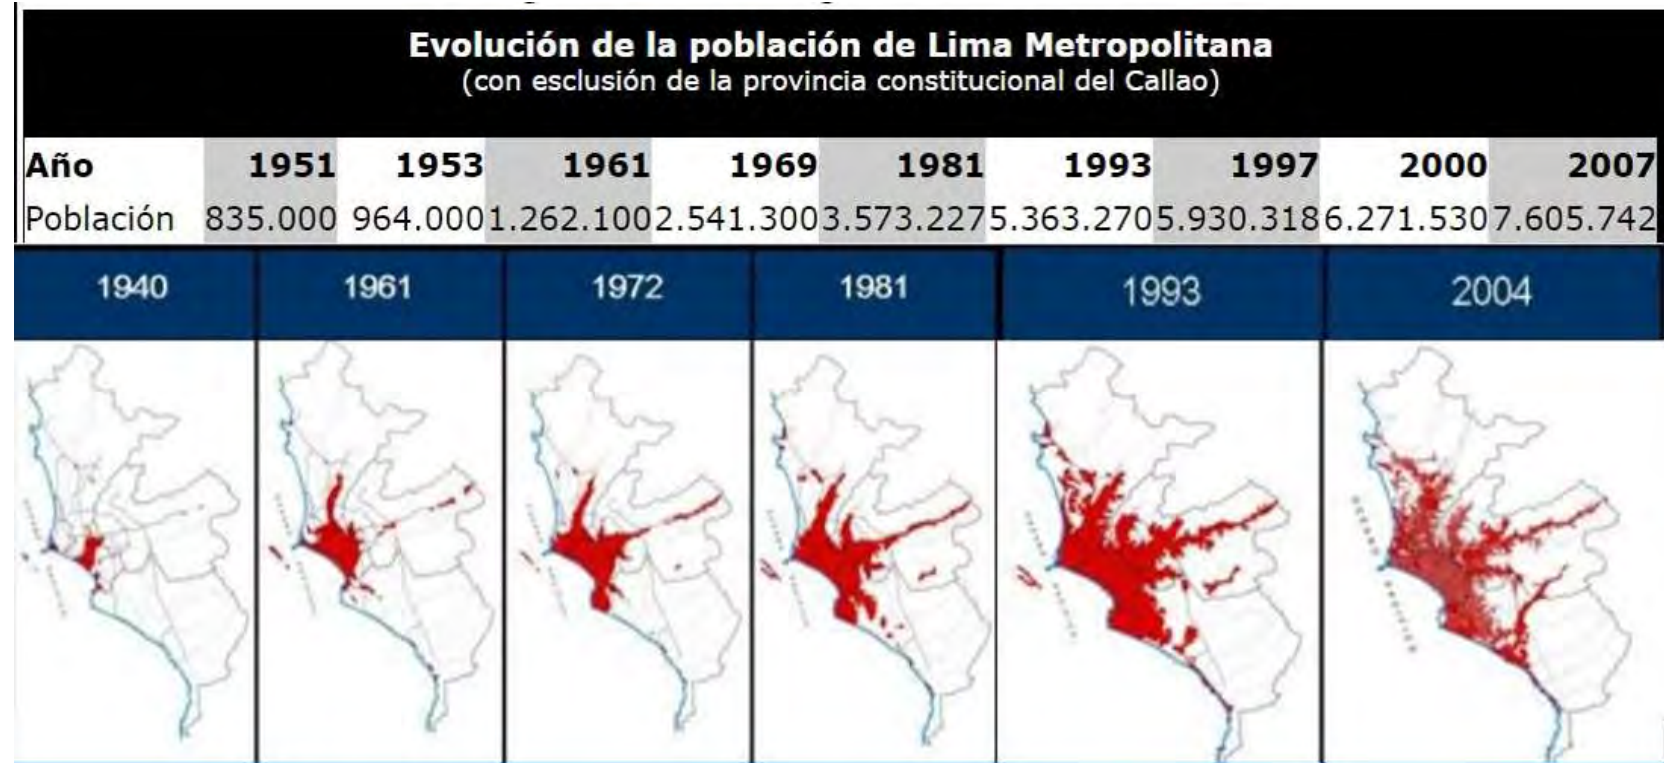 Evolución de la población de Lima Metropolitana
(con esclusión de la provincia constitucional del Callao)
Año 1951 1953 1961 1969 1981 1993 1997 2000 2007
Población 835.000 964.000 1.262.100 2.541.300 3.573.227 5.363.270 5.930.318 6.271.530 7.605.742
1940 1961 1972 1981 1993 2004